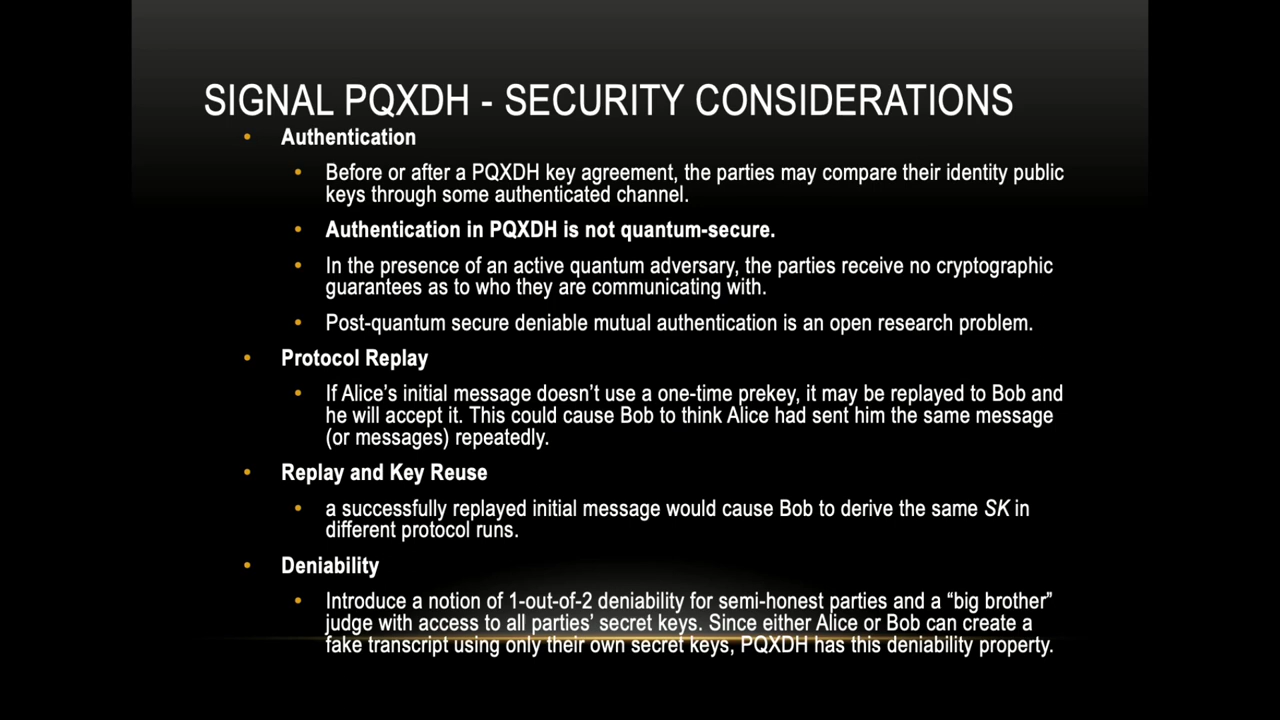 SIGNAL PQXDH - SECURITY CONSIDERATIONS
• Authentication
• Before or after a PQXDH key agreement, the parties may compare their identity public
keys through some authenticated channel.
• Authentication in PQXDH is not quantum-secure.
• In the presence of an active quantum adversary, the parties receive no cryptographic
guarantees as to who they are communicating with.
• Post-quantum secure deniable mutual authentication is an open research problem.
• Protocol Replay
• If Alice’s initial message doesn’t use a one-time prekey, it may be replayed to Bob and
he will accept it. This could cause Bob to think Alice had sent him the same message
(or messages) repeatedly.
• Replay and Key Reuse
• a successfully replayed initial message would cause Bob to derive the same SK in
different protocol runs.
• Deniability
• Introduce a notion of 1-out-of-2 deniability for semi-honest parties and a “big brother”
judge with access to all parties’ secret keys. Since either Alice or Bob can create a
fake transcript using only their own secret keys, PQXDH has this deniability property.